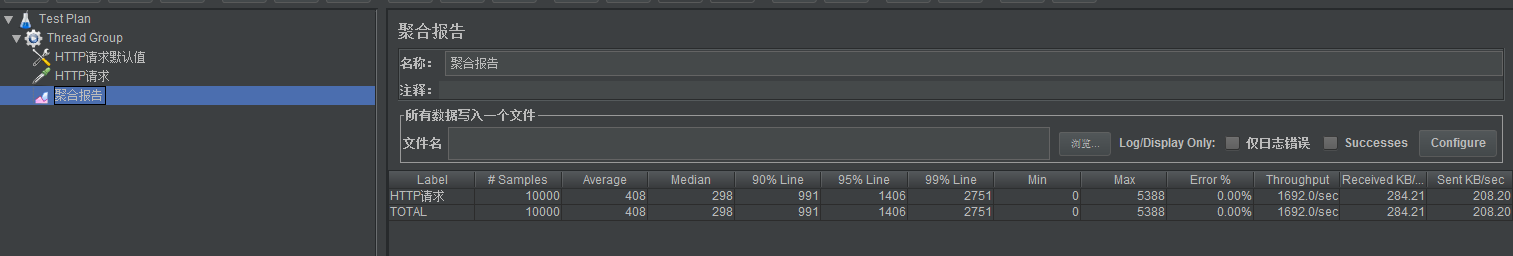 Test Plan
Thread Group
HTTP请求默认值
HTTP请求
聚合报告
聚合报告
名称： 聚合报告
注释：
所有数据写入一个文件
文件名 浏览... Log/Display Only: 仅日志错误 Successes Configure
Label # Samples Average Median 90% Line 95% Line 99% Line Min Max Error % Throughput Received KB/... Sent KB/sec
HTTP请求 10000 408 298 991 1406 2751 0 5388 0.00% 1692.0/sec 284.21 208.20
TOTAL 10000 408 298 991 1406 2751 0 5388 0.00% 1692.0/sec 284.21 208.20